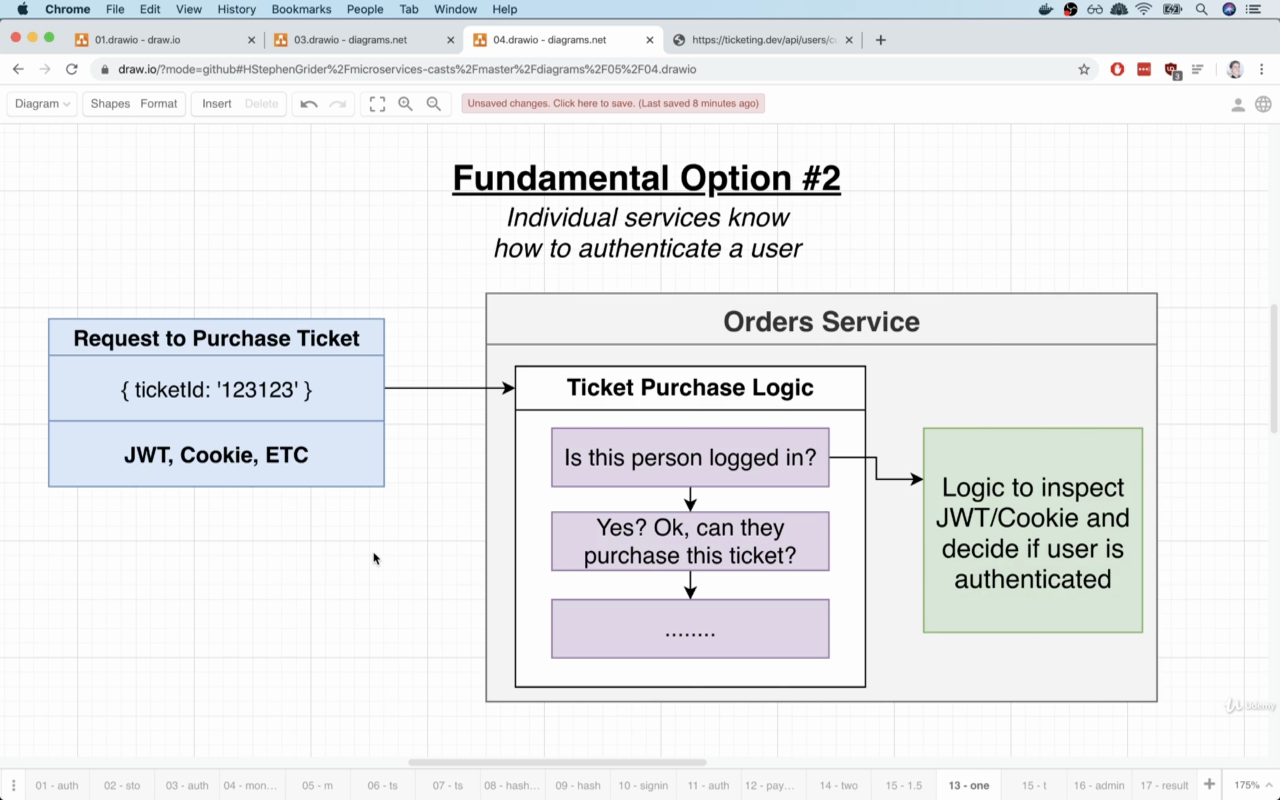 Chrome File Edit View History Bookmarks People Tab Window Help
01.drawio - draw.io
03.drawio - diagrams.net
04.drawio - diagrams.net
https://ticketing.dev/api/users/c
draw.io/?mode=github#HStephenGrider%2Fmicroservices-casts%2Fmaster%2Fdiagrams%2F05%2F04.drawio
3
Diagram Shapes Format Insert Delete
Unsaved changes. Click here to save. (Last saved 8 minutes ago)
Fundamental Option #2
Individual services know
how to authenticate a user
Request to Purchase Ticket
{ ticketId: '123123' }
JWT, Cookie, ETC
Orders Service
Ticket Purchase Logic
Is this person logged in?
Yes? Ok, can they
purchase this ticket?
........
Logic to inspect
JWT/Cookie and
decide if user is
authenticated
Udemy
01 - auth 02 - sto 03 - auth 04 - mon... 05 - m 06 - ts 07 - ts 08 - hash... 09 - hash 10 - signin 11 - auth 12 - pay... 14 - two 15 - 1.5 13 - one 15 - t 16 - admin 17 - result 175%